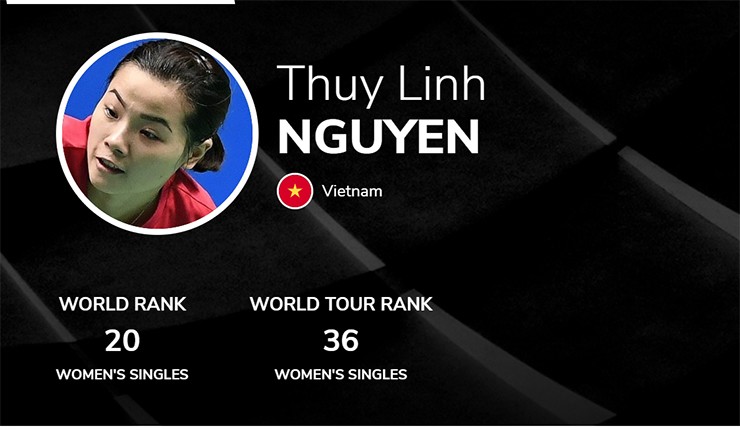 Thuy Linh
NGUYEN
Vietnam
WORLD RANK
20
WOMEN'S SINGLES
WORLD TOUR RANK
36
WOMEN'S SINGLES